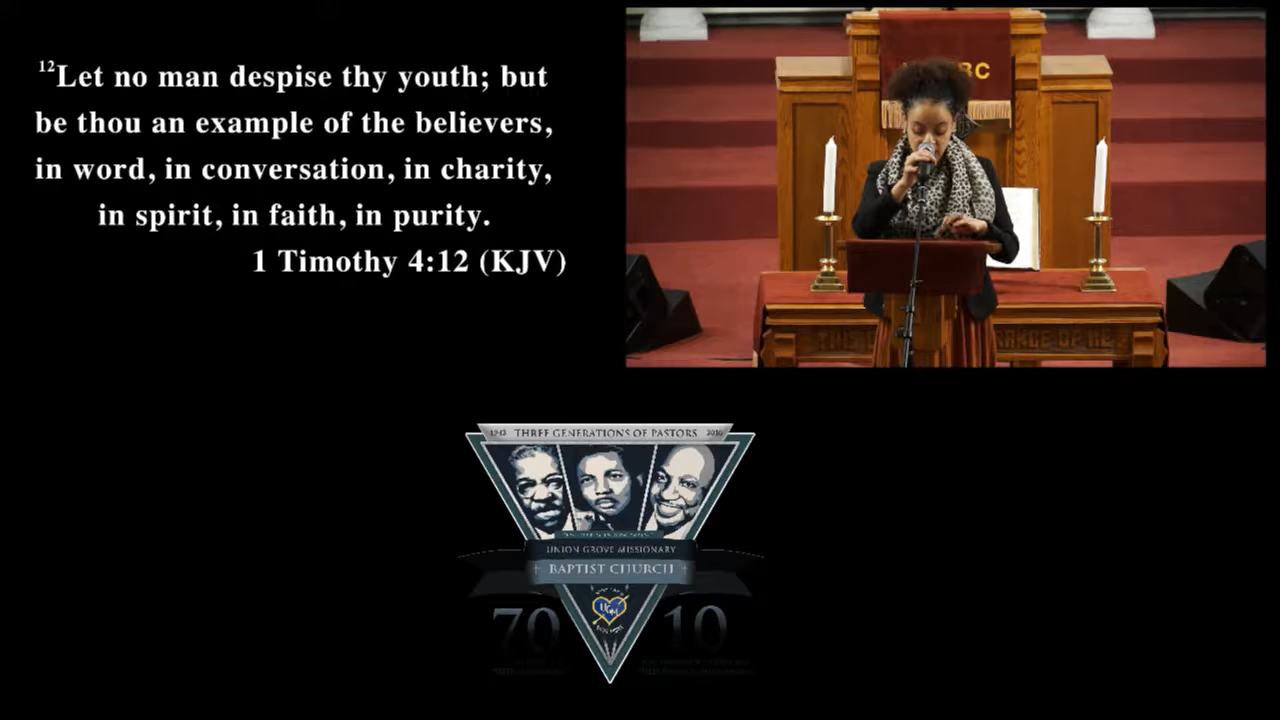 ¹²Let no man despise thy youth; but
be thou an example of the believers,
in word, in conversation, in charity,
in spirit, in faith, in purity.
1 Timothy 4:12 (KJV)
BC
THREE GENERATIONS OF PASTORS
UNION GROVE MISSIONARY
BAPTIST CHURCH
UGM
70 10